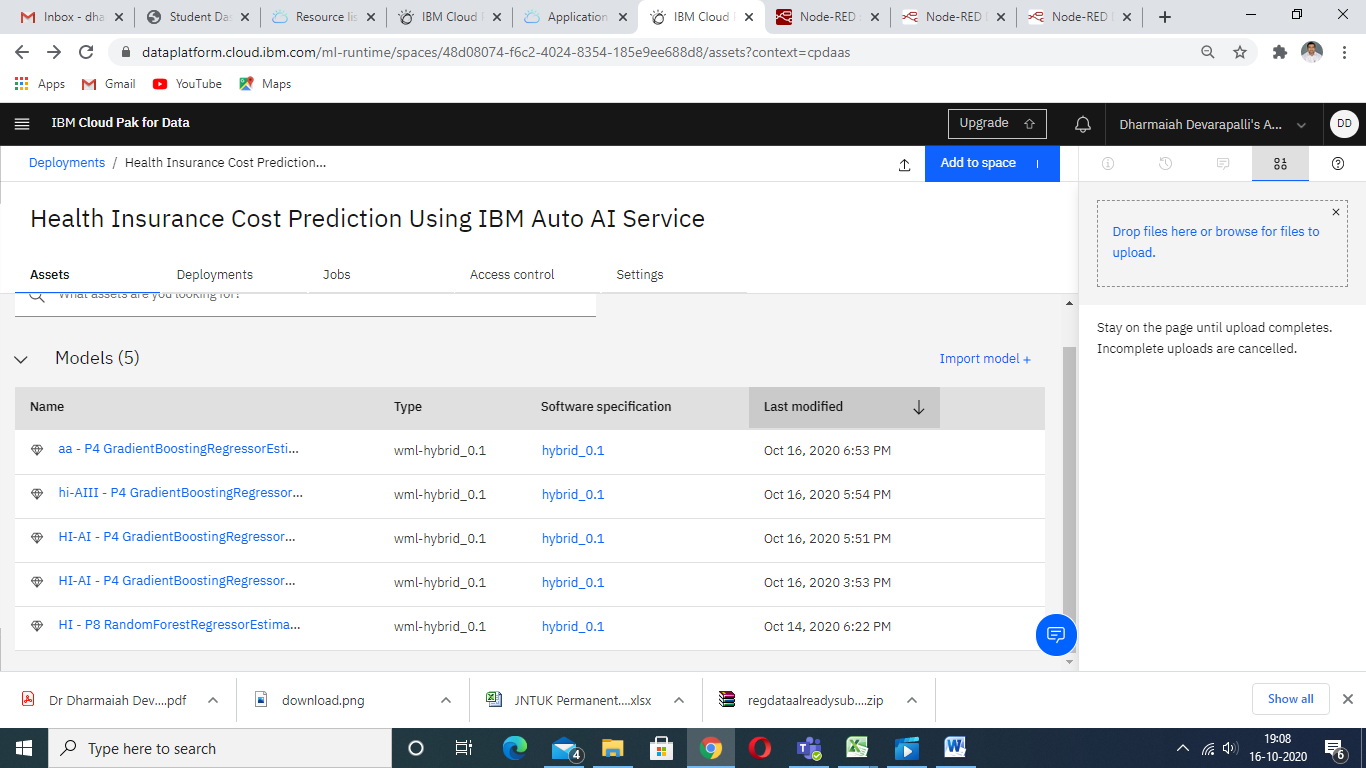 Inbox - dha
Student Das
Resource lis
IBM Cloud P
Application
IBM Cloud P
Node-RED S
Node-RED
Node-RED
dataplatform.cloud.ibm.com/ml-runtime/spaces/48d08074-f6c2-4024-8354-185e9ee688d8/assets?context=cpdaas
Apps
Gmail
YouTube
Maps
IBM Cloud Pak for Data
Upgrade
Dharmaiah Devarapalli's A...
DD
Deployments / Health Insurance Cost Prediction...
Add to space
Health Insurance Cost Prediction Using IBM Auto AI Service
Assets
Deployments
Jobs
Access control
Settings
What assets are you looking for?
Models (5)
Import model +
Name Type Software specification Last modified
aa - P4 GradientBoostingRegressorEsti... wml-hybrid_0.1 hybrid_0.1 Oct 16, 2020 6:53 PM
hi-AIII - P4 GradientBoostingRegressor... wml-hybrid_0.1 hybrid_0.1 Oct 16, 2020 5:54 PM
HI-AI - P4 GradientBoostingRegressor... wml-hybrid_0.1 hybrid_0.1 Oct 16, 2020 5:51 PM
HI-AI - P4 GradientBoostingRegressor... wml-hybrid_0.1 hybrid_0.1 Oct 16, 2020 3:53 PM
HI - P8 RandomForestRegressorEstima... wml-hybrid_0.1 hybrid_0.1 Oct 14, 2020 6:22 PM
Drop files here or browse for files to
upload.
Stay on the page until upload completes.
Incomplete uploads are cancelled.
Dr Dharmaiah Dev....pdf
download.png
JNTUK Permanent....xlsx
regdataalreadysub....zip
Show all
Type here to search
4
19:08
16-10-2020
6